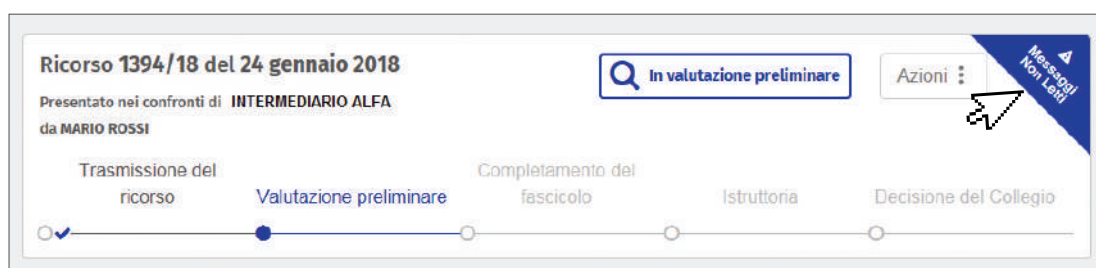 Ricorso 1394/18 del 24 gennaio 2018
In valutazione preliminare
Azioni
Messaggi
Non Letti
Presentato nei confronti di INTERMEDIARIO ALFA
da MARIO ROSSI
Trasmissione del
ricorso
Valutazione preliminare
Completamento del
fascicolo
Istruttoria
Decisione del Collegio